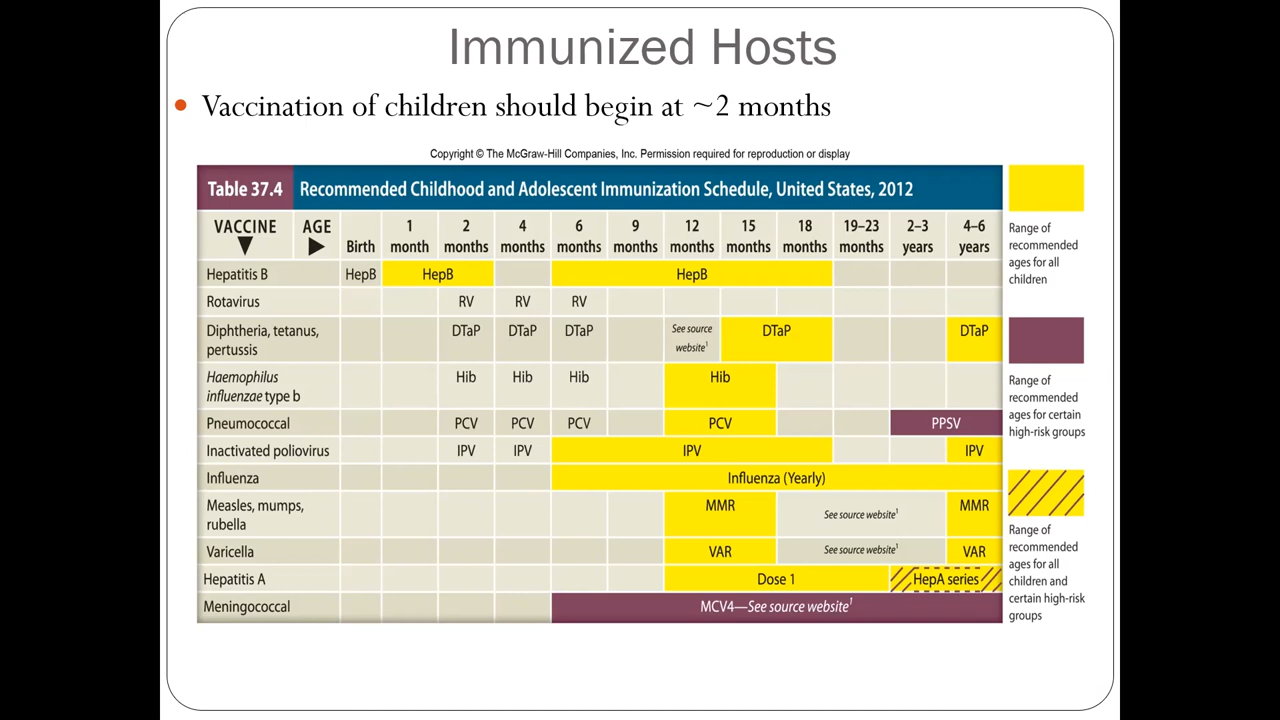 Immunized Hosts
• Vaccination of children should begin at ~2 months
Copyright © The McGraw-Hill Companies, Inc. Permission required for reproduction or display
Table 37.4 Recommended Childhood and Adolescent Immunization Schedule, United States, 2012
VACCINE ▼ AGE ▶ Birth 1 month 2 months 4 months 6 months 9 months 12 months 15 months 18 months 19–23 months 2–3 years 4–6 years
Hepatitis B HepB HepB HepB
Rotavirus RV RV RV
Diphtheria, tetanus, pertussis DTaP DTaP DTaP See source website¹ DTaP DTaP
Haemophilus influenzae type b Hib Hib Hib Hib
Pneumococcal PCV PCV PCV PCV PPSV
Inactivated poliovirus IPV IPV IPV IPV
Influenza Influenza (Yearly)
Measles, mumps, rubella MMR See source website¹ MMR
Varicella VAR See source website¹ VAR
Hepatitis A Dose 1 HepA series
Meningococcal MCV4—See source website¹
Range of
recommended
ages for all
children
Range of
recommended
ages for certain
high-risk groups
Range of
recommended
ages for all
children and
certain high-risk
groups